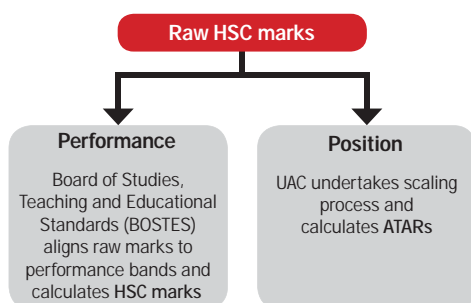 Raw HSC marks
Performance
Board of Studies,
Teaching and Educational
Standards (BOSTES)
aligns raw marks to
performance bands and
calculates HSC marks
Position
UAC undertakes scaling
process and
calculates ATARs